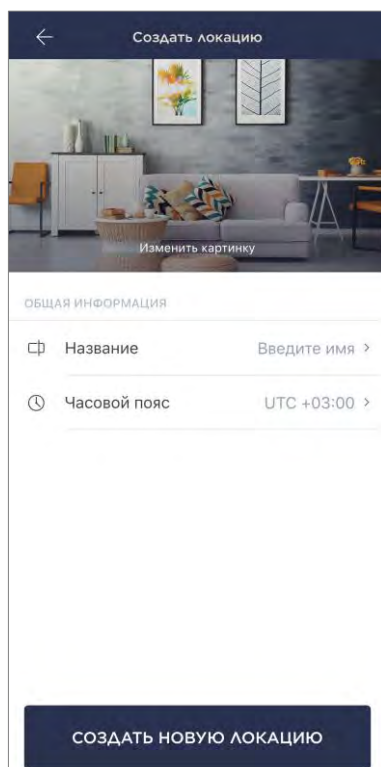 Создать локацию
Изменить картинку
ОБЩАЯ ИНФОРМАЦИЯ
Название
Введите имя
Часовой пояс
UTC +03:00
СОЗДАТЬ НОВУЮ ЛОКАЦИЮ